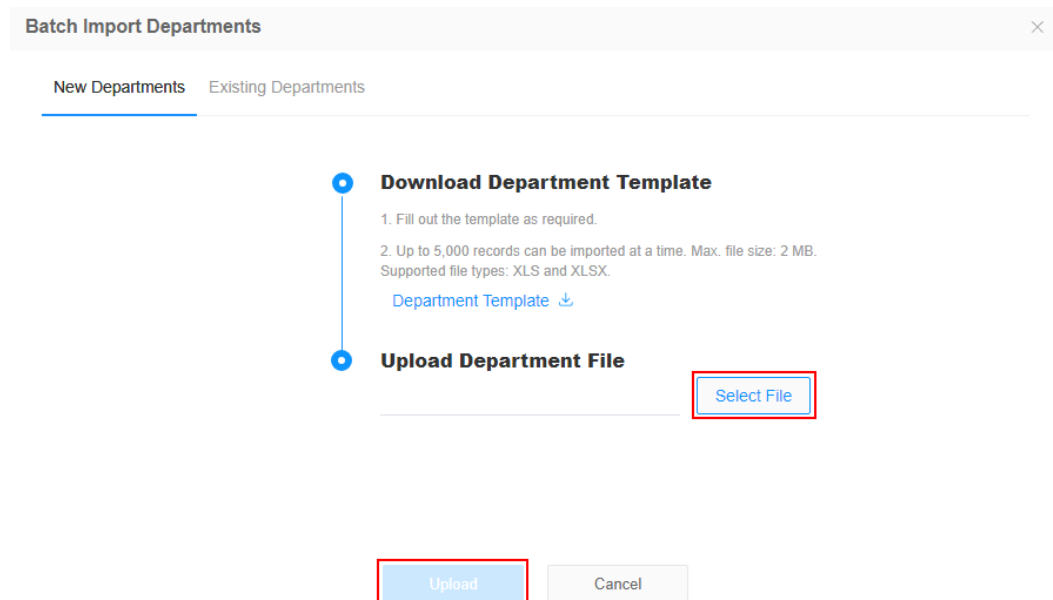 Batch Import Departments
New Departments Existing Departments
Download Department Template
1. Fill out the template as required.
2. Up to 5,000 records can be imported at a time. Max. file size: 2 MB.
Supported file types: XLS and XLSX.
Department Template
Upload Department File
Select File
Upload Cancel